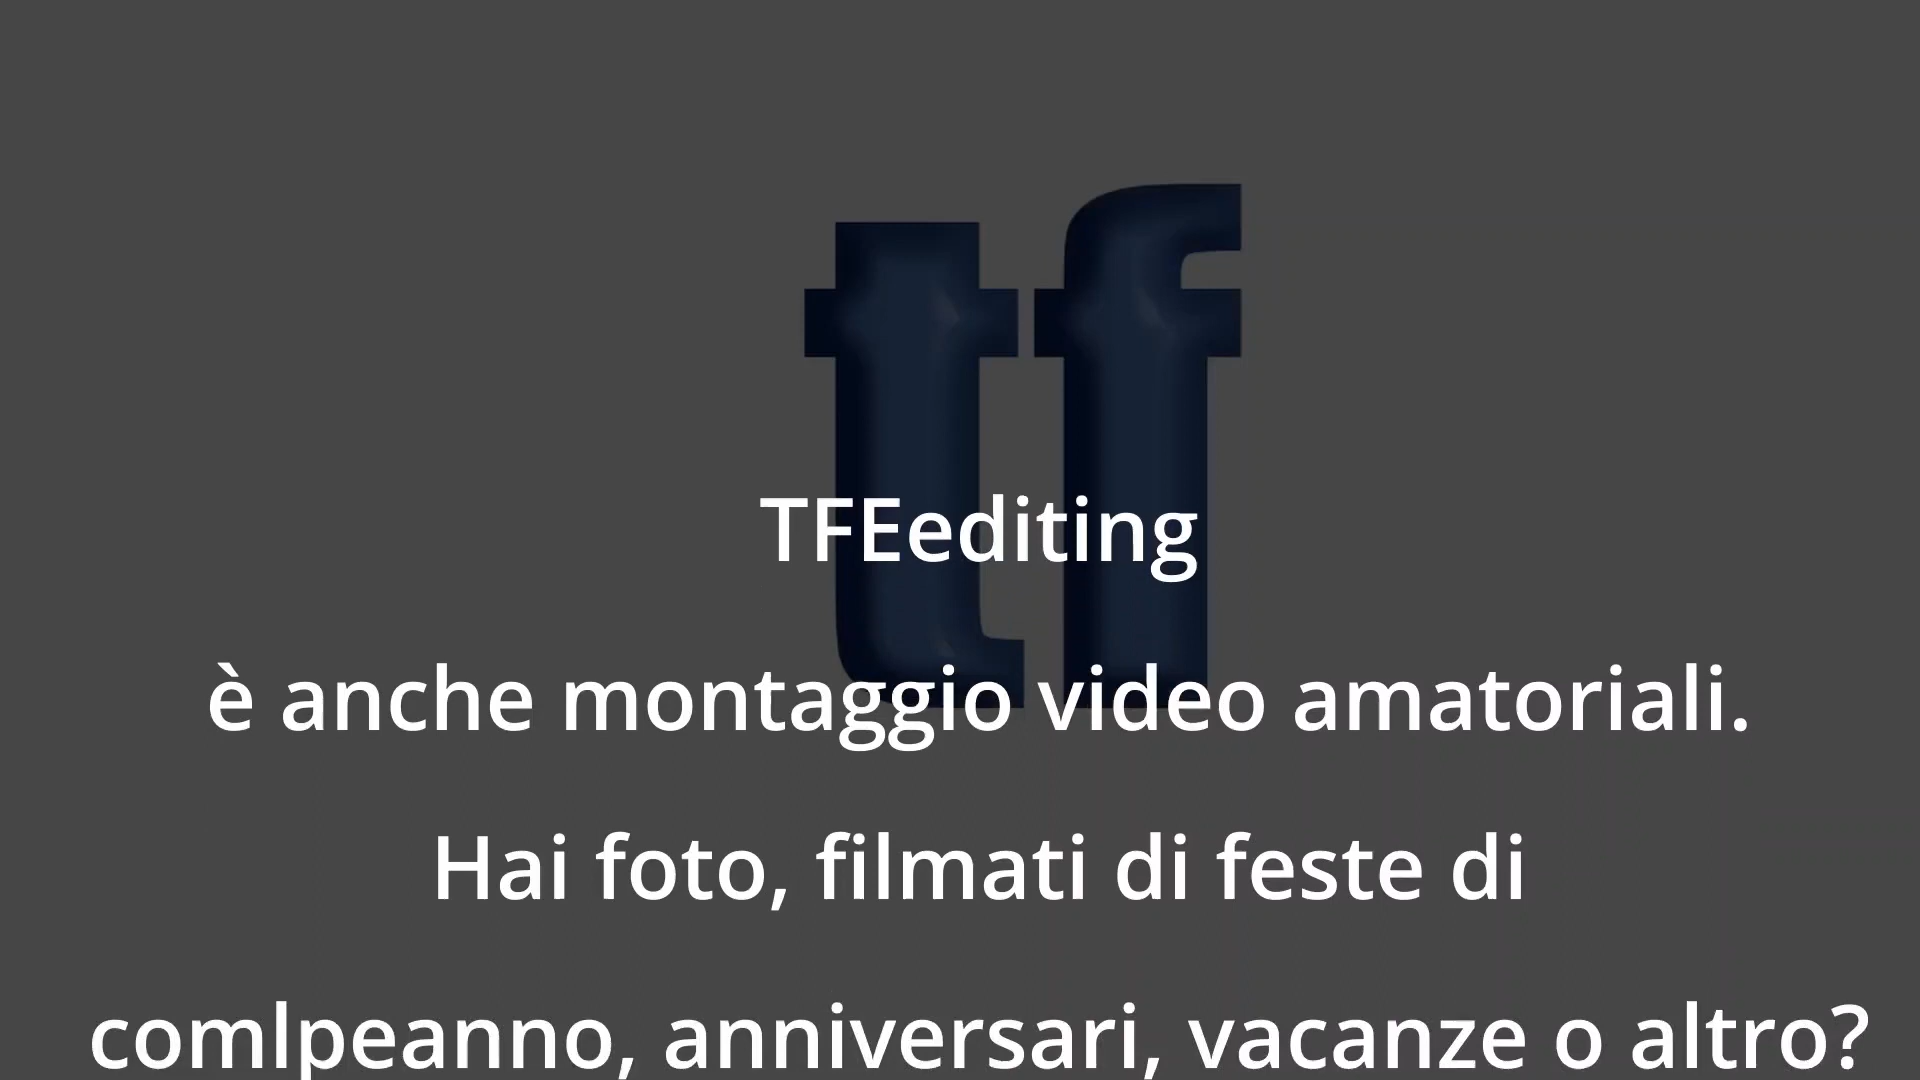 tf
TFEediting
è anche montaggio video amatoriali.
Hai foto, filmati di feste di
comlpeanno, anniversari, vacanze o altro?